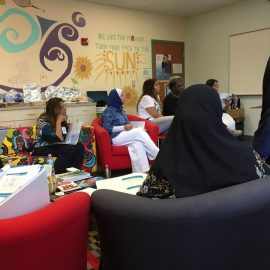 BE LIKE THE FLOWER
TURN YOUR FACE TO THE
SUN